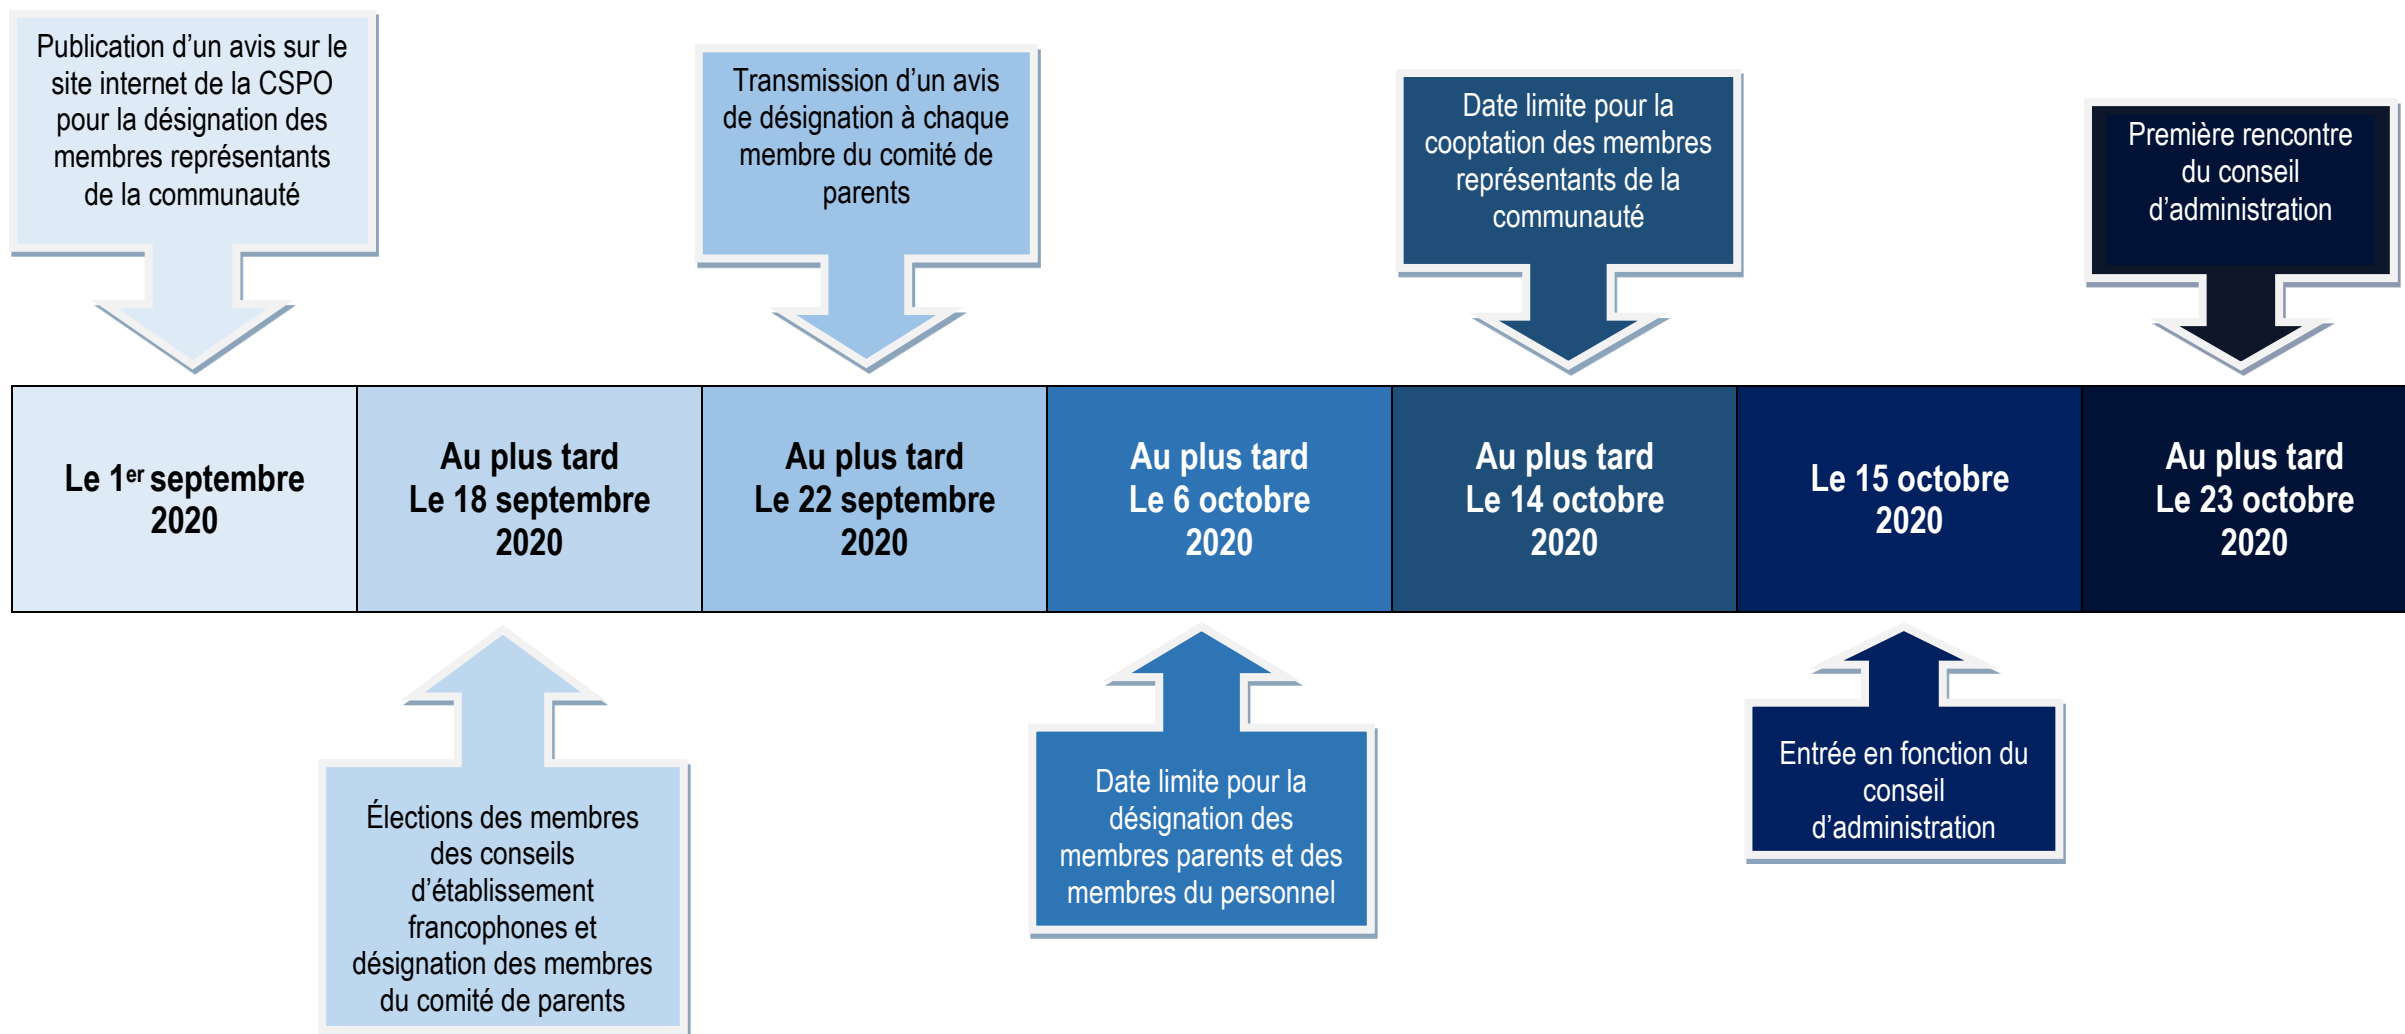 Publication d’un avis sur le
site internet de la CSPO
pour la désignation des
membres représentants
de la communauté
Transmission d’un avis
de désignation à chaque
membre du comité de
parents
Date limite pour la
cooptation des membres
représentants de la
communauté
Première rencontre
du conseil
d’administration
Le 1er septembre
2020
Au plus tard
Le 18 septembre
2020
Au plus tard
Le 22 septembre
2020
Au plus tard
Le 6 octobre
2020
Au plus tard
Le 14 octobre
2020
Le 15 octobre
2020
Au plus tard
Le 23 octobre
2020
Élections des membres
des conseils
d’établissement
francophones et
désignation des membres
du comité de parents
Date limite pour la
désignation des
membres parents et des
membres du personnel
Entrée en fonction du
conseil
d’administration